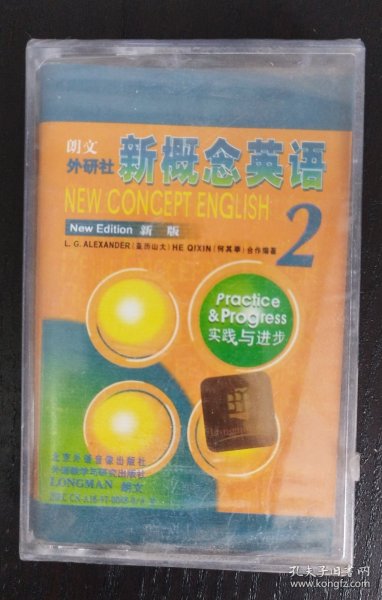 朗文
外研社 新概念英语
NEW CONCEPT ENGLISH
New Edition 新 版
2
L. G. ALEXANDER (亚历山大) HE QIXIN (何其莘) 合作编著
Practice
& Progress
实践与进步
北京外语音像出版社
外语教学与研究出版社
LONGMAN 朗文
孔夫子旧书网
www.kongfz.com